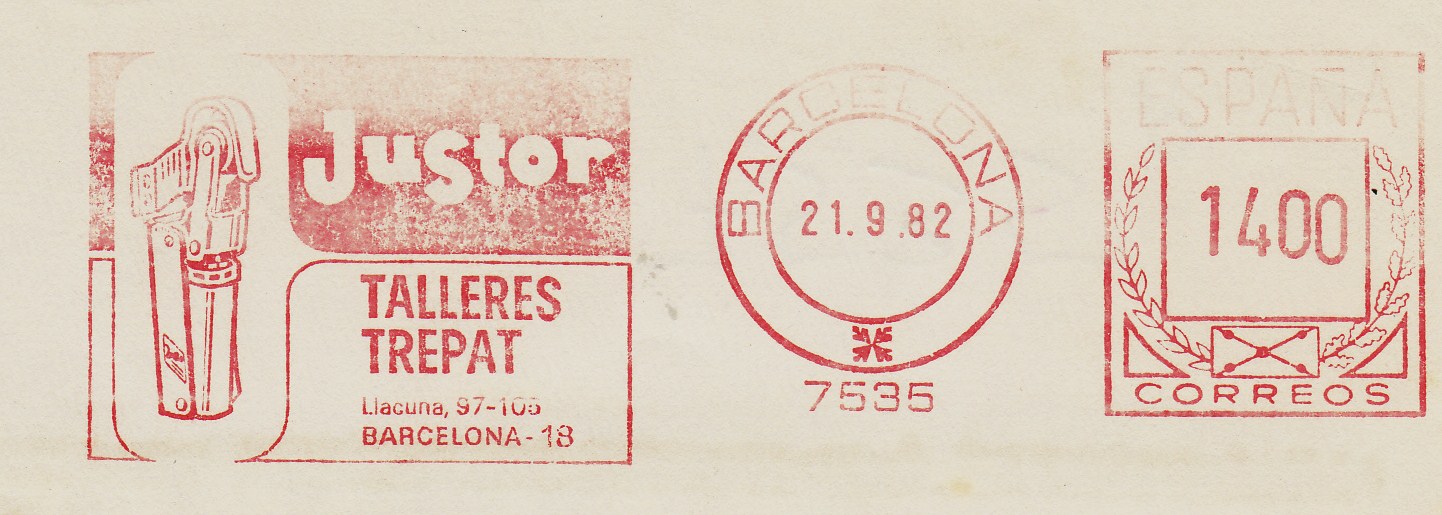 Justor
TALLERES
TREPAT
Llacuna, 97-105
BARCELONA-18
BARCELONA
21.9.82
7535
ESPAÑA
1400
CORREOS